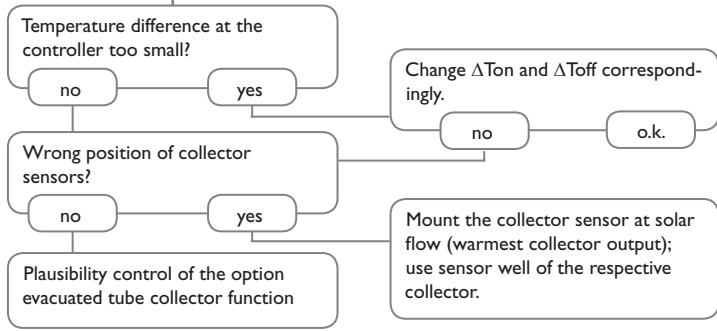 Temperature difference at the
controller too small?
no
yes
Change ΔTon and ΔToff correspond-
ingly.
no
o.k.
Wrong position of collector
sensors?
no
yes
Mount the collector sensor at solar
flow (warmest collector output);
use sensor well of the respective
collector.
Plausibility control of the option
evacuated tube collector function